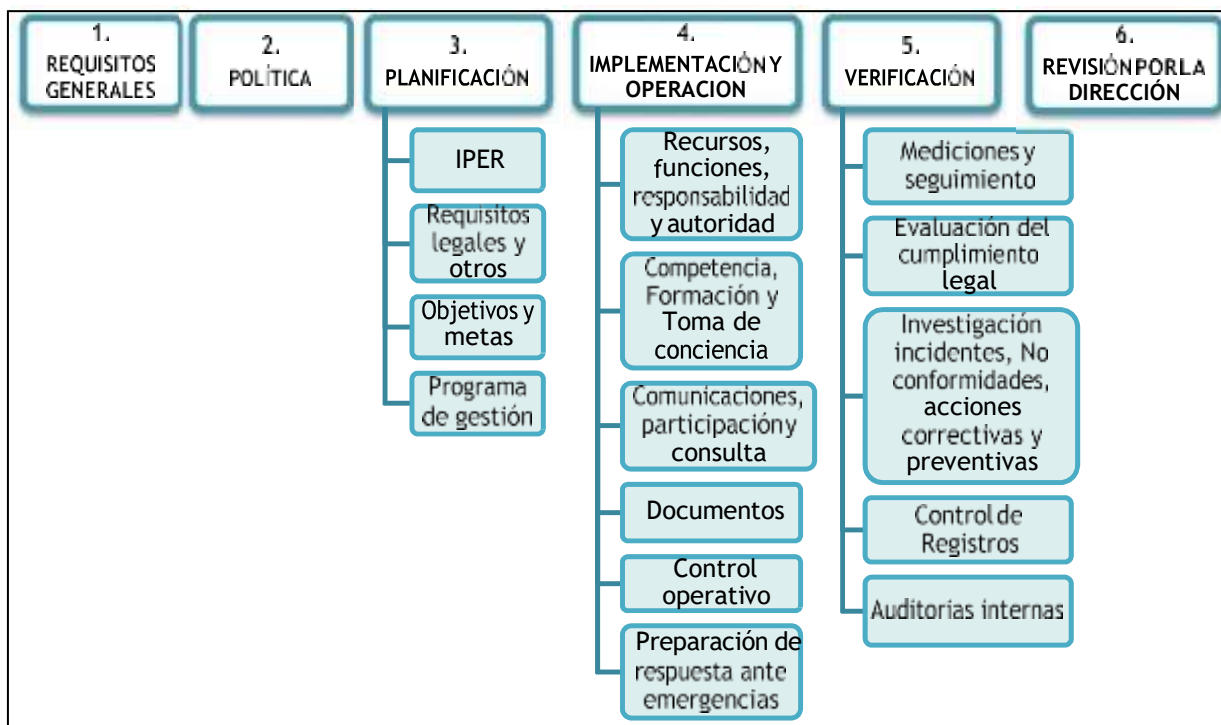 1.
REQUISITOS
GENERALES
2.
POLÍTICA
3.
PLANIFICACIÓN
IPER
Requisitos
legales y
otros
Objetivos y
metas
Programa
de gestión
4.
IMPLEMENTACIÓN Y
OPERACION
Recursos,
funciones,
responsabilidad
y autoridad
Competencia,
Formación y
Toma de
conciencia
Comunicaciones,
participación y
consulta
Documentos
Control
operativo
Preparación de
respuesta ante
emergencias
5.
VERIFICACIÓN
Mediciones y
seguimiento
Evaluación del
cumplimiento
legal
Investigación
incidentes, No
conformidades,
acciones
correctivas y
preventivas
Control de
Registros
Auditorias internas
6.
REVISIÓN POR LA
DIRECCIÓN